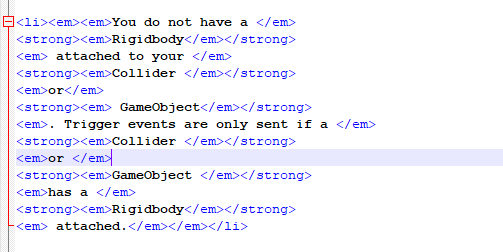 <li><em><em>You do not have a </em>
<strong><em>Rigidbody</em></strong>
<em> attached to your </em>
<strong><em>Collider </em></strong>
<em>or</em>
<strong><em> GameObject</em></strong>
<em>. Trigger events are only sent if a </em>
<strong><em>Collider </em></strong>
<em>or </em>
<strong><em>GameObject </em></strong>
<em>has a </em>
<strong><em>Rigidbody</em></strong>
<em> attached.</em></em></li>